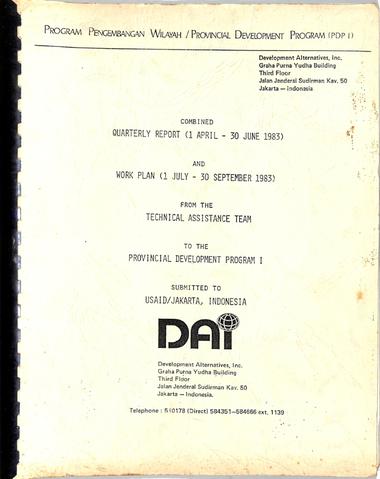 PROGRAM PENGEMBANGAN WILAYAH / PROVINCIAL DEVELOPMENT PROGRAM (PDP I)
Development Alternatives, Inc.
Graha Purna Yudha Building
Third Floor
Jalan Jenderal Sudirman Kav. 50
Jakarta — Indonesia
COMBINED
QUARTERLY REPORT (1 APRIL - 30 JUNE 1983)
AND
WORK PLAN (1 JULY - 30 SEPTEMBER 1983)
FROM THE
TECHNICAL ASSISTANCE TEAM
TO THE
PROVINCIAL DEVELOPMENT PROGRAM I
SUBMITTED TO
USAID/JAKARTA, INDONESIA
DAI
Development Alternatives, Inc.
Graha Purna Yudha Building
Third Floor
Jalan Jenderal Sudirman Kav. 50
Jakarta — Indonesia.
Telephone : 510178 (Direct) 584351—584666 ext. 1139